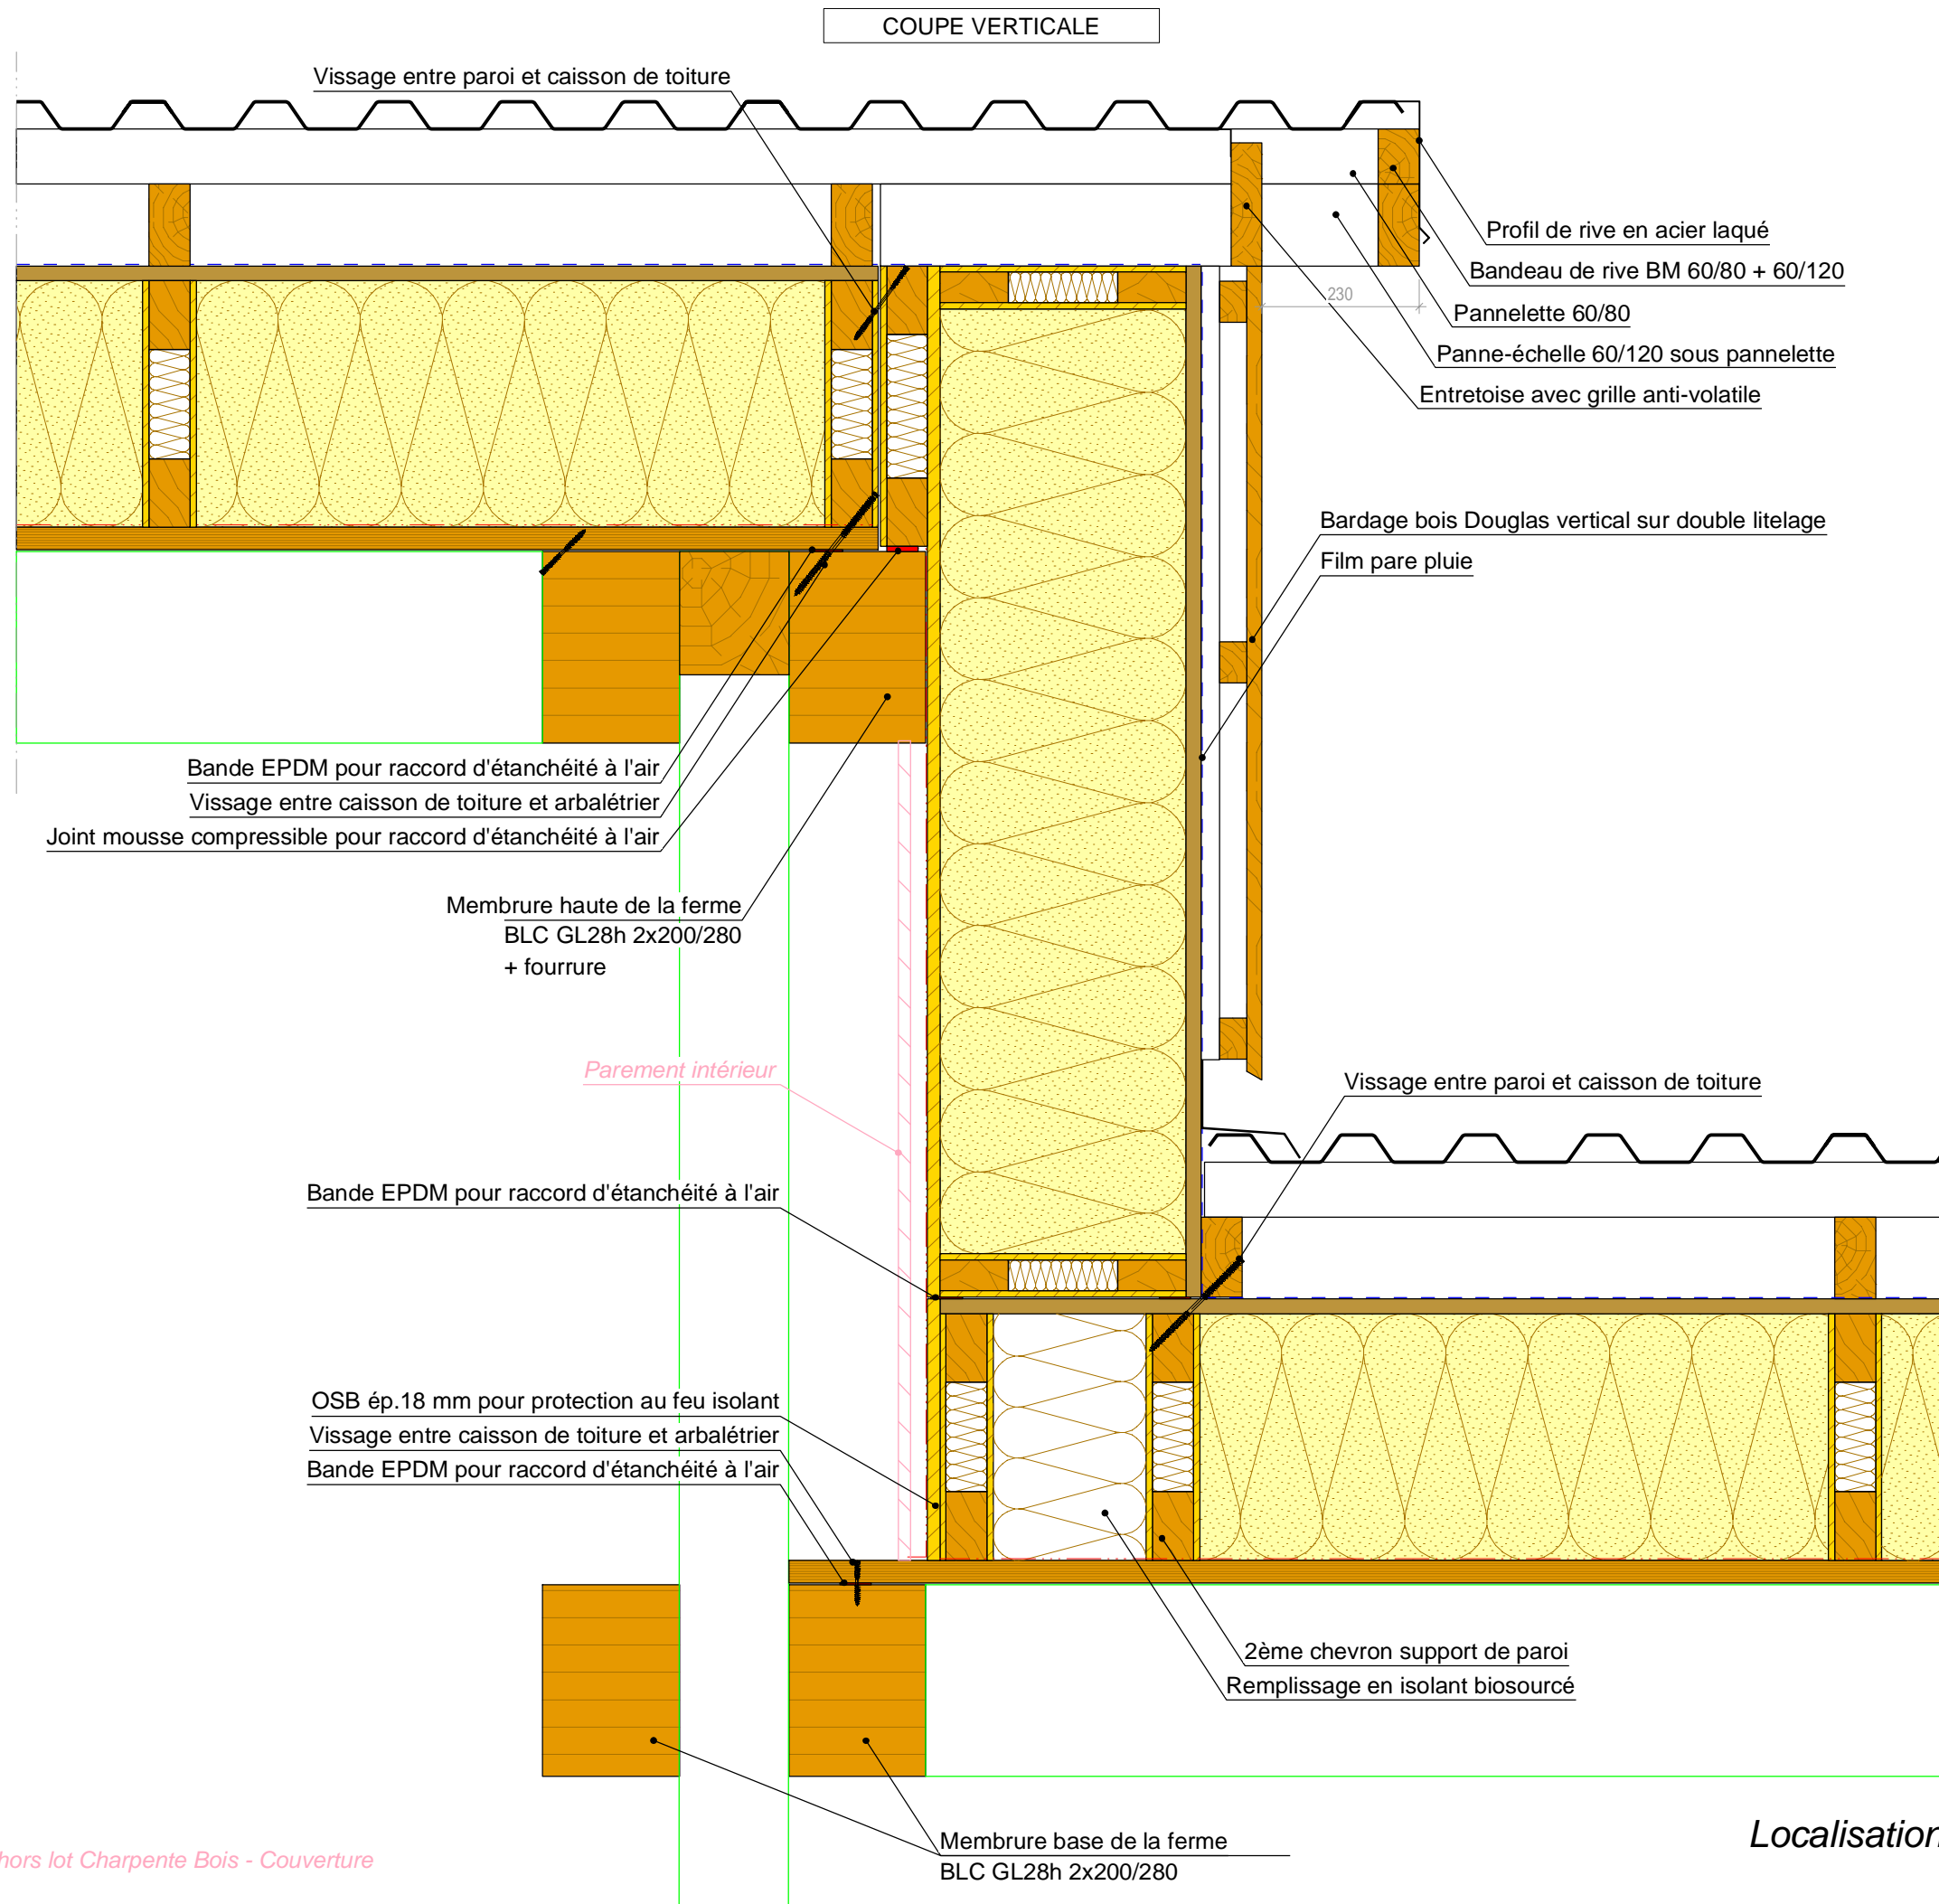 COUPE VERTICALE
Vissage entre paroi et caisson de toiture
Profil de rive en acier laqué
Bandeau de rive BM 60/80 + 60/120
230
Pannelette 60/80
Panne-échelle 60/120 sous pannelette
Entretoise avec grille anti-volatile
Bardage bois Douglas vertical sur double litelage
Film pare pluie
Bande EPDM pour raccord d'étanchéité à l'air
Vissage entre caisson de toiture et arbalétrier
Joint mousse compressible pour raccord d'étanchéité à l'air
Membrure haute de la ferme
BLC GL28h 2x200/280
+ fourrure
Parement intérieur
Vissage entre paroi et caisson de toiture
Bande EPDM pour raccord d'étanchéité à l'air
OSB ép.18 mm pour protection au feu isolant
Vissage entre caisson de toiture et arbalétrier
Bande EPDM pour raccord d'étanchéité à l'air
2ème chevron support de paroi
Remplissage en isolant biosourcé
Membrure base de la ferme
BLC GL28h 2x200/280
hors lot Charpente Bois - Couverture
Localisation